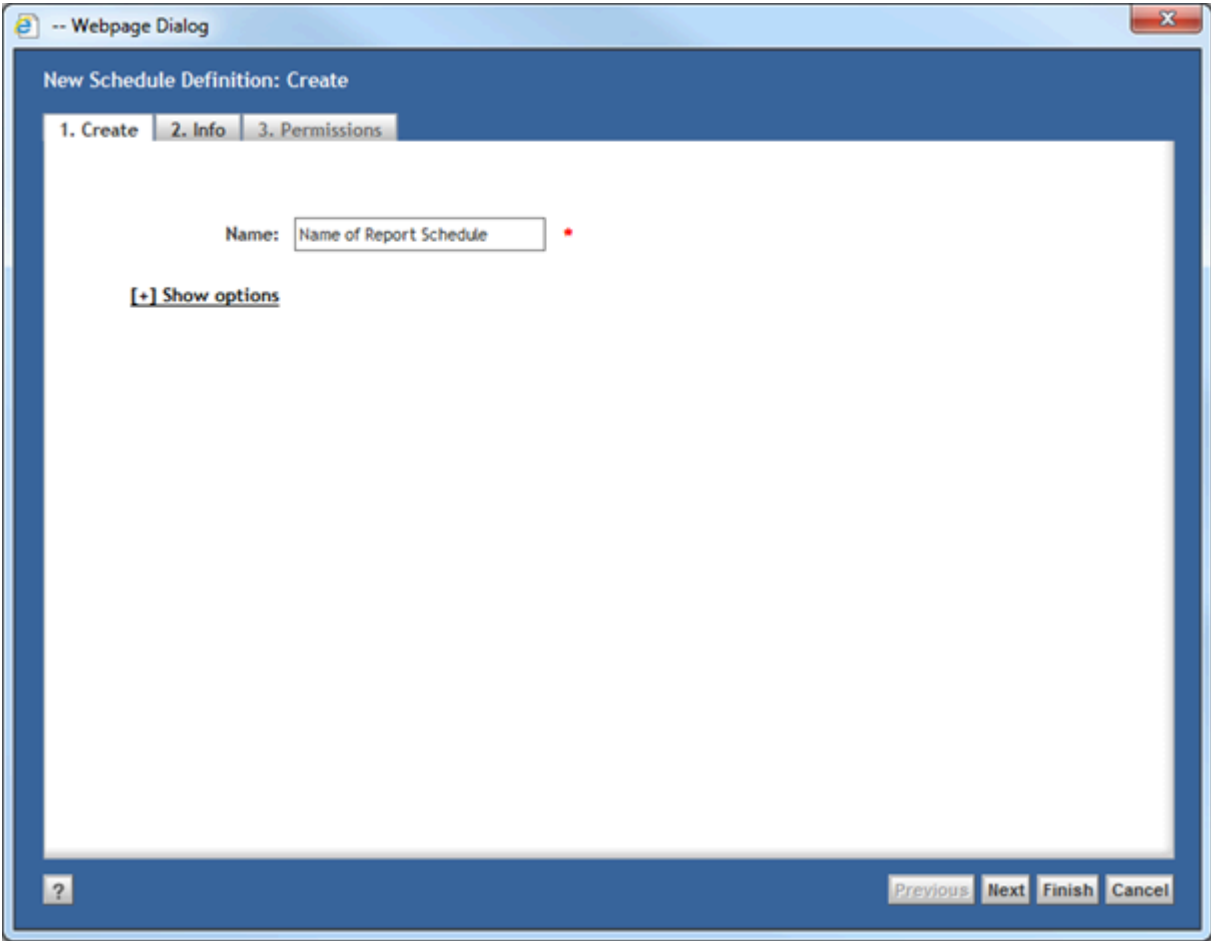 -- Webpage Dialog
x
New Schedule Definition: Create
1. Create 2. Info 3. Permissions
Name: Name of Report Schedule *
[+] Show options
? Previous Next Finish Cancel